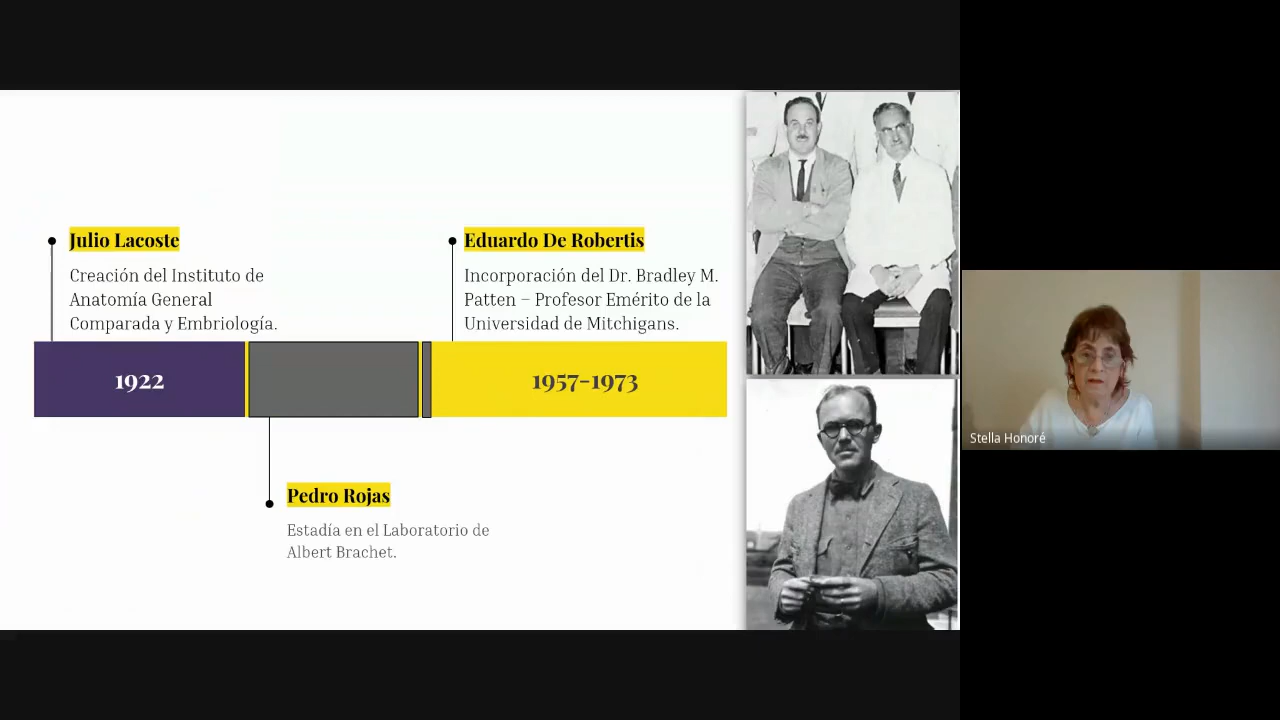 Julio Lacoste
Creación del Instituto de
Anatomía General
Comparada y Embriología.
Eduardo De Robertis
Incorporación del Dr. Bradley M.
Patten – Profesor Emérito de la
Universidad de Mitchigans.
1922
1957-1973
Pedro Rojas
Estadía en el Laboratorio de
Albert Brachet.
Stella Honoré